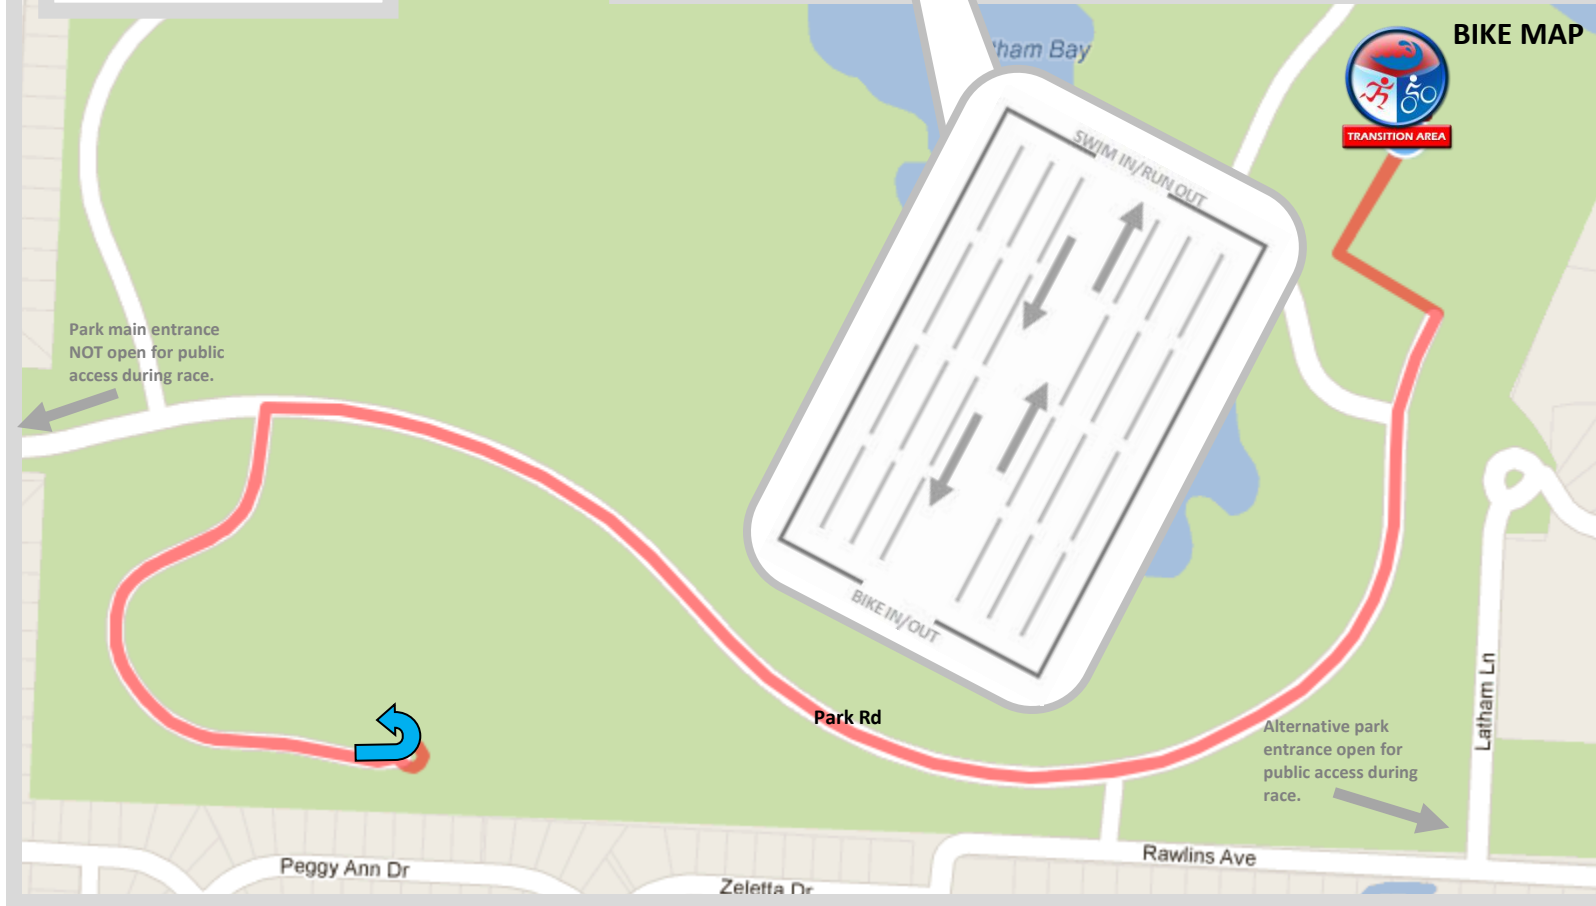 BIKE MAP
ham Bay
TRANSITION AREA
SWIM IN/RUN OUT
Park main entrance
NOT open for public
access during race.
BIKE IN/OUT
Park Rd
Latham Ln
Alternative park
entrance open for
public access during
race.
Rawlins Ave
Peggy Ann Dr
Zeletta Dr